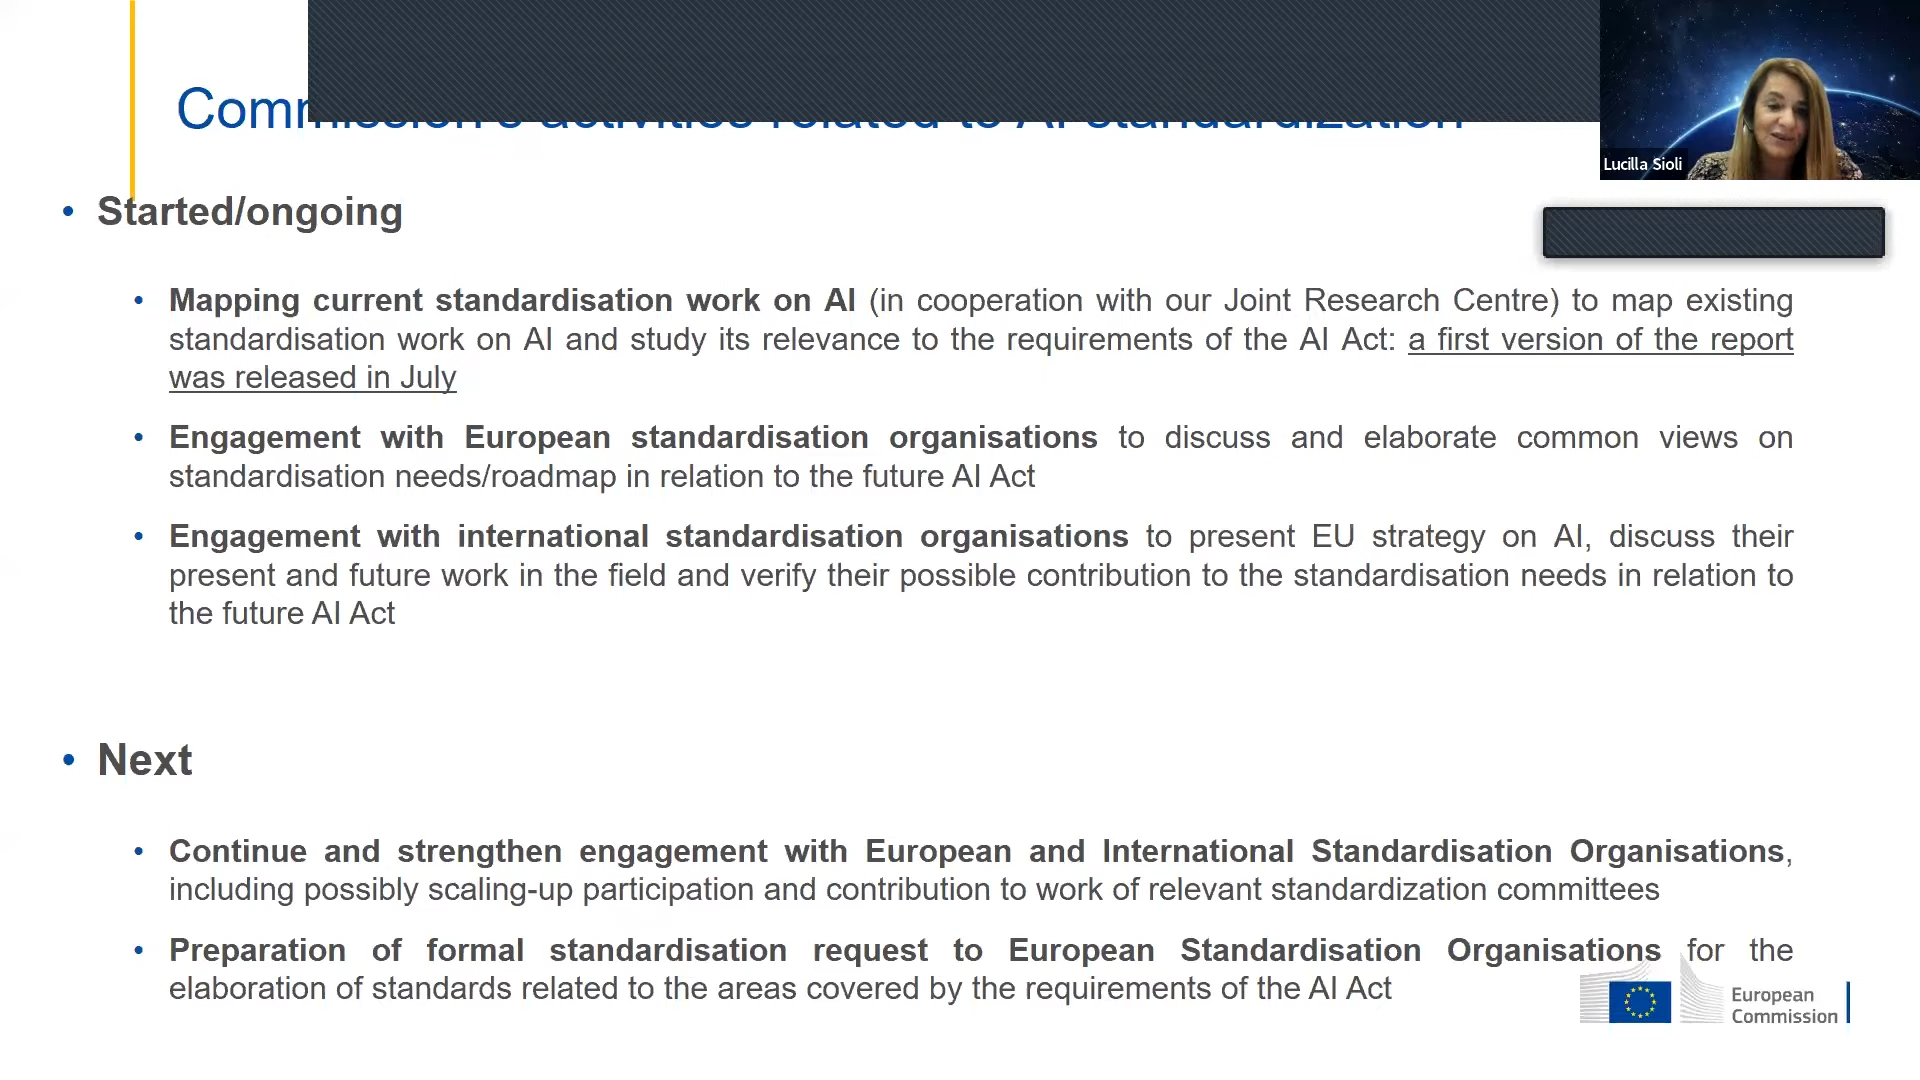 Commission's activities related to AI standardization
Lucilla Sioli
• Started/ongoing
• Mapping current standardisation work on AI (in cooperation with our Joint Research Centre) to map existing
standardisation work on AI and study its relevance to the requirements of the AI Act: a first version of the report
was released in July
• Engagement with European standardisation organisations to discuss and elaborate common views on
standardisation needs/roadmap in relation to the future AI Act
• Engagement with international standardisation organisations to present EU strategy on AI, discuss their
present and future work in the field and verify their possible contribution to the standardisation needs in relation to
the future AI Act
• Next
• Continue and strengthen engagement with European and International Standardisation Organisations,
including possibly scaling-up participation and contribution to work of relevant standardization committees
• Preparation of formal standardisation request to European Standardisation Organisations for the
elaboration of standards related to the areas covered by the requirements of the AI Act
European
Commission